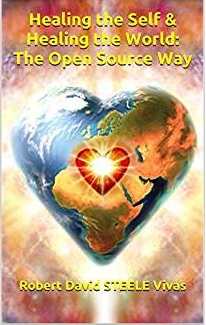 Healing the Self &
Healing the World:
The Open Source Way
Robert David STEELE Vivas